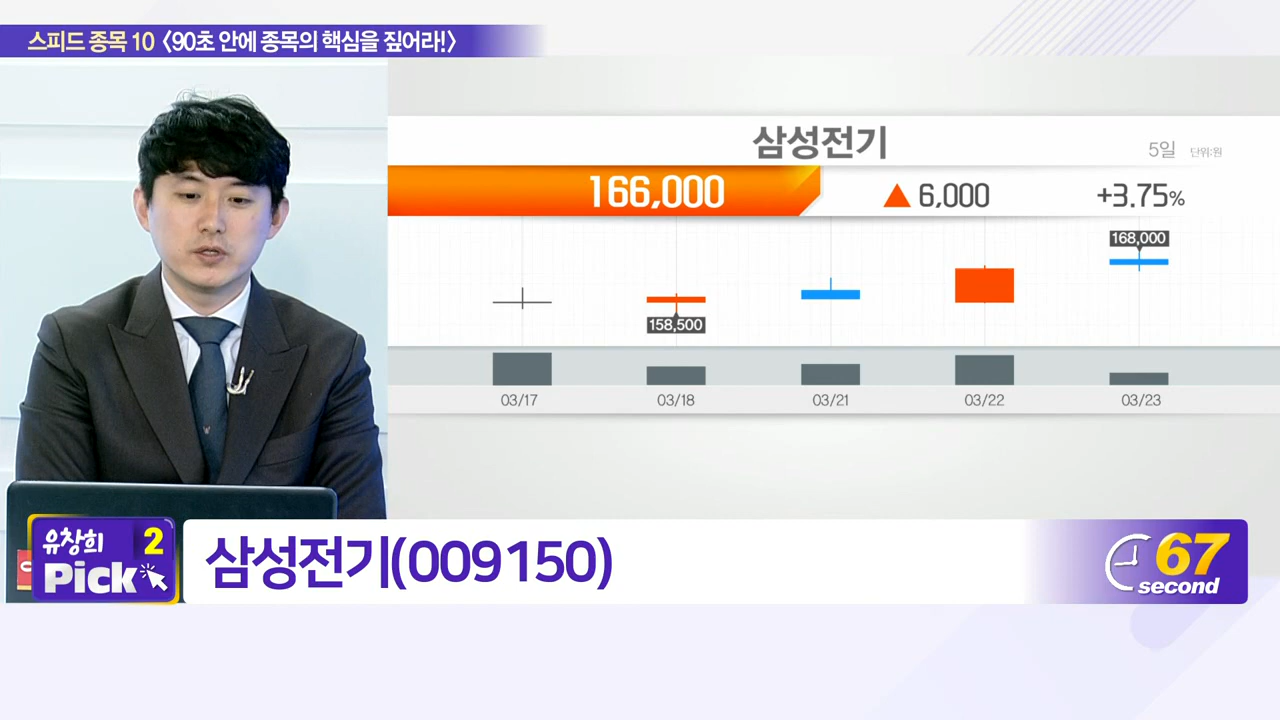 스피드 종목 10 〈90초 안에 종목의 핵심을 짚어라!〉
삼성전기
5일 단위:원
166,000 ▲ 6,000 +3.75%
168,000
158,500
03/17 03/18 03/21 03/22 03/23
유창희 2
Pick
삼성전기(009150)
67
second